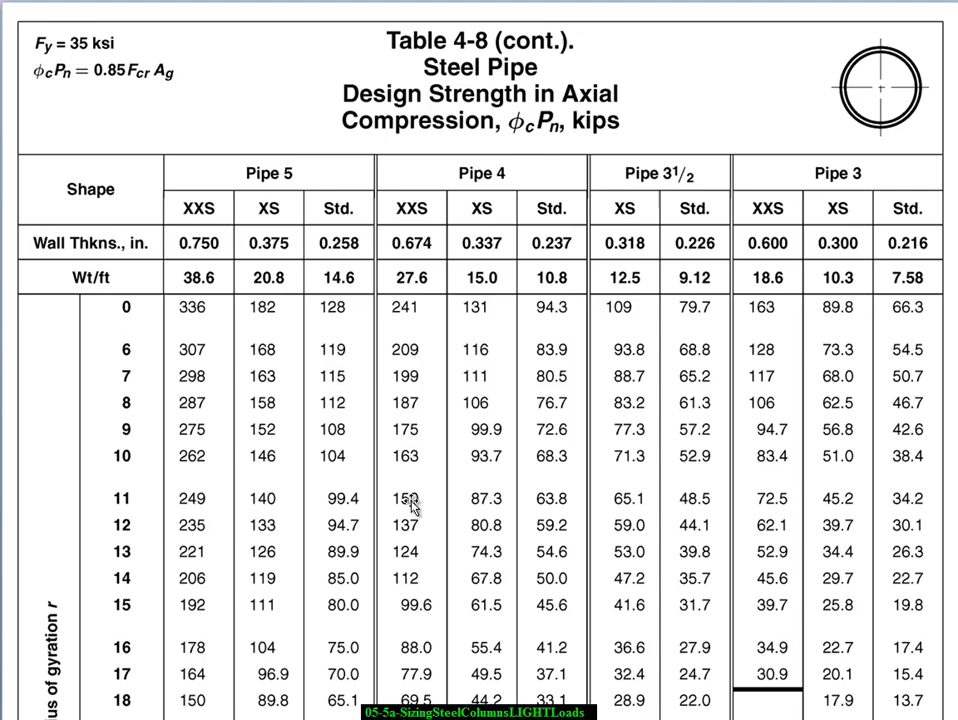 Fy = 35 ksi
ϕcPn = 0.85Fcr Ag
Table 4-8 (cont.).
Steel Pipe
Design Strength in Axial
Compression, ϕcPn, kips
Shape Pipe 5 Pipe 4 Pipe 3 1/2 Pipe 3
XXS XS Std. XXS XS Std. XS Std. XXS XS Std.
Wall Thkns., in. 0.750 0.375 0.258 0.674 0.337 0.237 0.318 0.226 0.600 0.300 0.216
Wt/ft 38.6 20.8 14.6 27.6 15.0 10.8 12.5 9.12 18.6 10.3 7.58
0 336 182 128 241 131 94.3 109 79.7 163 89.8 66.3
6 307 168 119 209 116 83.9 93.8 68.8 128 73.3 54.5
7 298 163 115 199 111 80.5 88.7 65.2 117 68.0 50.7
8 287 158 112 187 106 76.7 83.2 61.3 106 62.5 46.7
9 275 152 108 175 99.9 72.6 77.3 57.2 94.7 56.8 42.6
10 262 146 104 163 93.7 68.3 71.3 52.9 83.4 51.0 38.4
11 249 140 99.4 87.3 63.8 65.1 48.5 72.5 45.2 34.2
12 235 133 94.7 137 80.8 59.2 59.0 44.1 62.1 39.7 30.1
13 221 126 89.9 124 74.3 54.6 53.0 39.8 52.9 34.4 26.3
14 206 119 85.0 112 67.8 50.0 47.2 35.7 45.6 29.7 22.7
15 192 111 80.0 99.6 61.5 45.6 41.6 31.7 39.7 25.8 19.8
16 178 104 75.0 88.0 55.4 41.2 36.6 27.9 34.9 22.7 17.4
17 164 96.9 70.0 77.9 49.5 37.1 32.4 24.7 30.9 20.1 15.4
18 150 89.8 65.1 69.5 44.2 33.1 28.9 22.0 17.9 13.7
us of gyration r
05-5a-SizingSteelColumnsLIGHTLoads